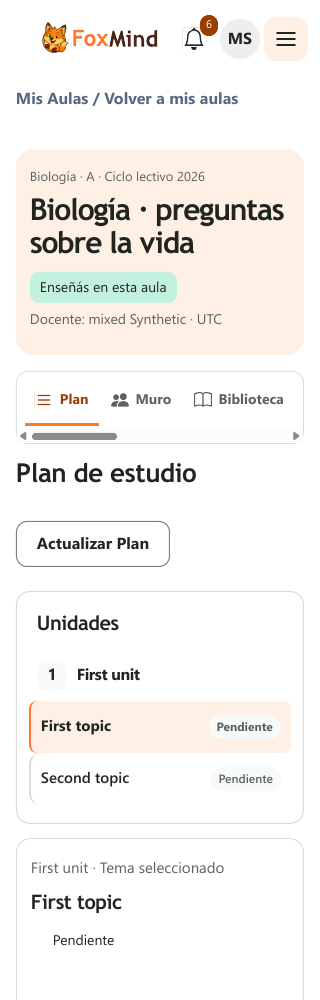 FoxMind
6
MS
Mis Aulas / Volver a mis aulas
Biología · A · Ciclo lectivo 2026
Biología · preguntas
sobre la vida
Enseñás en esta aula
Docente: mixed Synthetic · UTC
Plan
Muro
Biblioteca
Plan de estudio
Actualizar Plan
Unidades
1 First unit
First topic Pendiente
Second topic Pendiente
First unit · Tema seleccionado
First topic
Pendiente